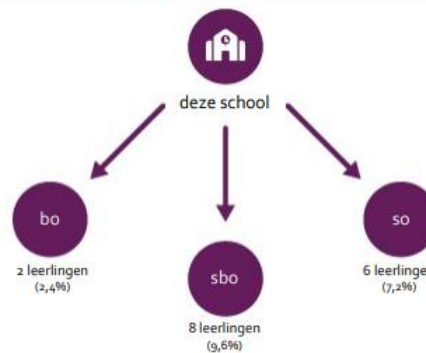 deze school
bo
2 leerlingen
(2,4%)
sbo
8 leerlingen
(9,6%)
so
6 leerlinge
(7,2%)